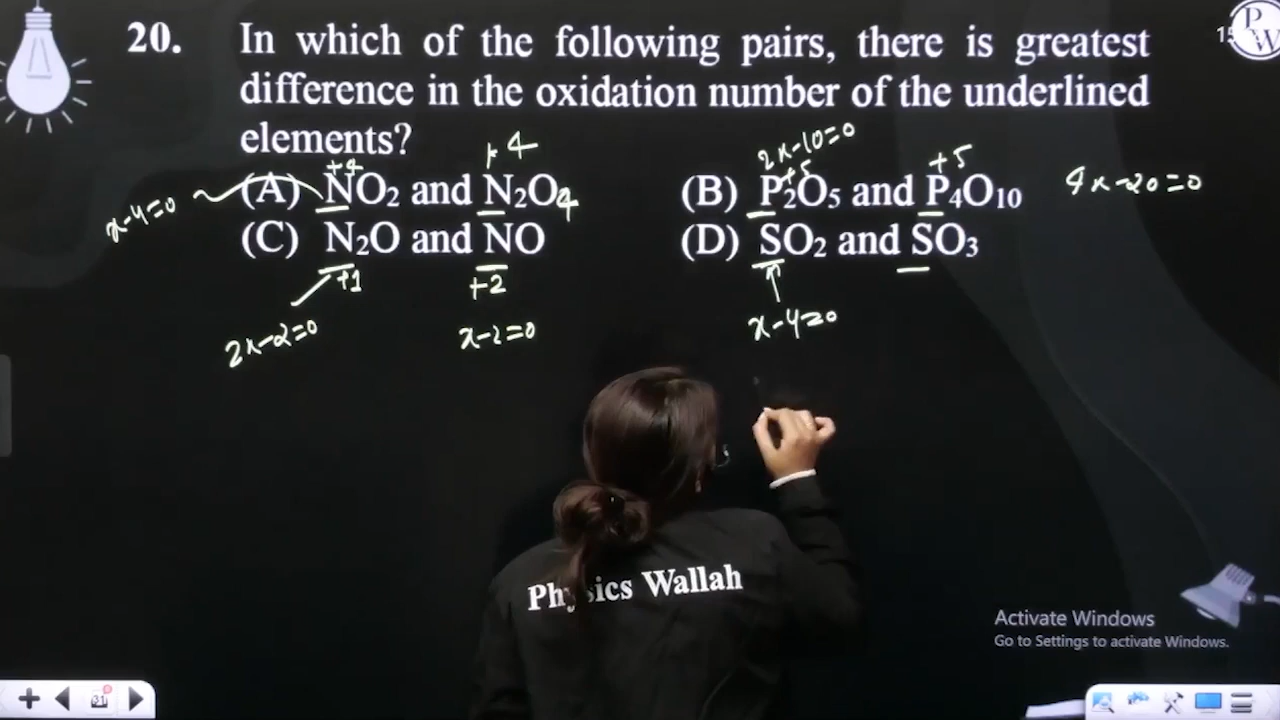 20. In which of the following pairs, there is greatest
difference in the oxidation number of the underlined
elements?
2x-10=0
+4
+4
+5
+5
(A) NO2 and N2O4
(B) P2O5 and P4O10
4x-20=0
x-4=0
(C) N2O and NO
(D) SO2 and SO3
+1
+2
2x-2=0
x-2=0
x-4=0
Physics Wallah
Activate Windows
Go to Settings to activate Windows.
P
W
31